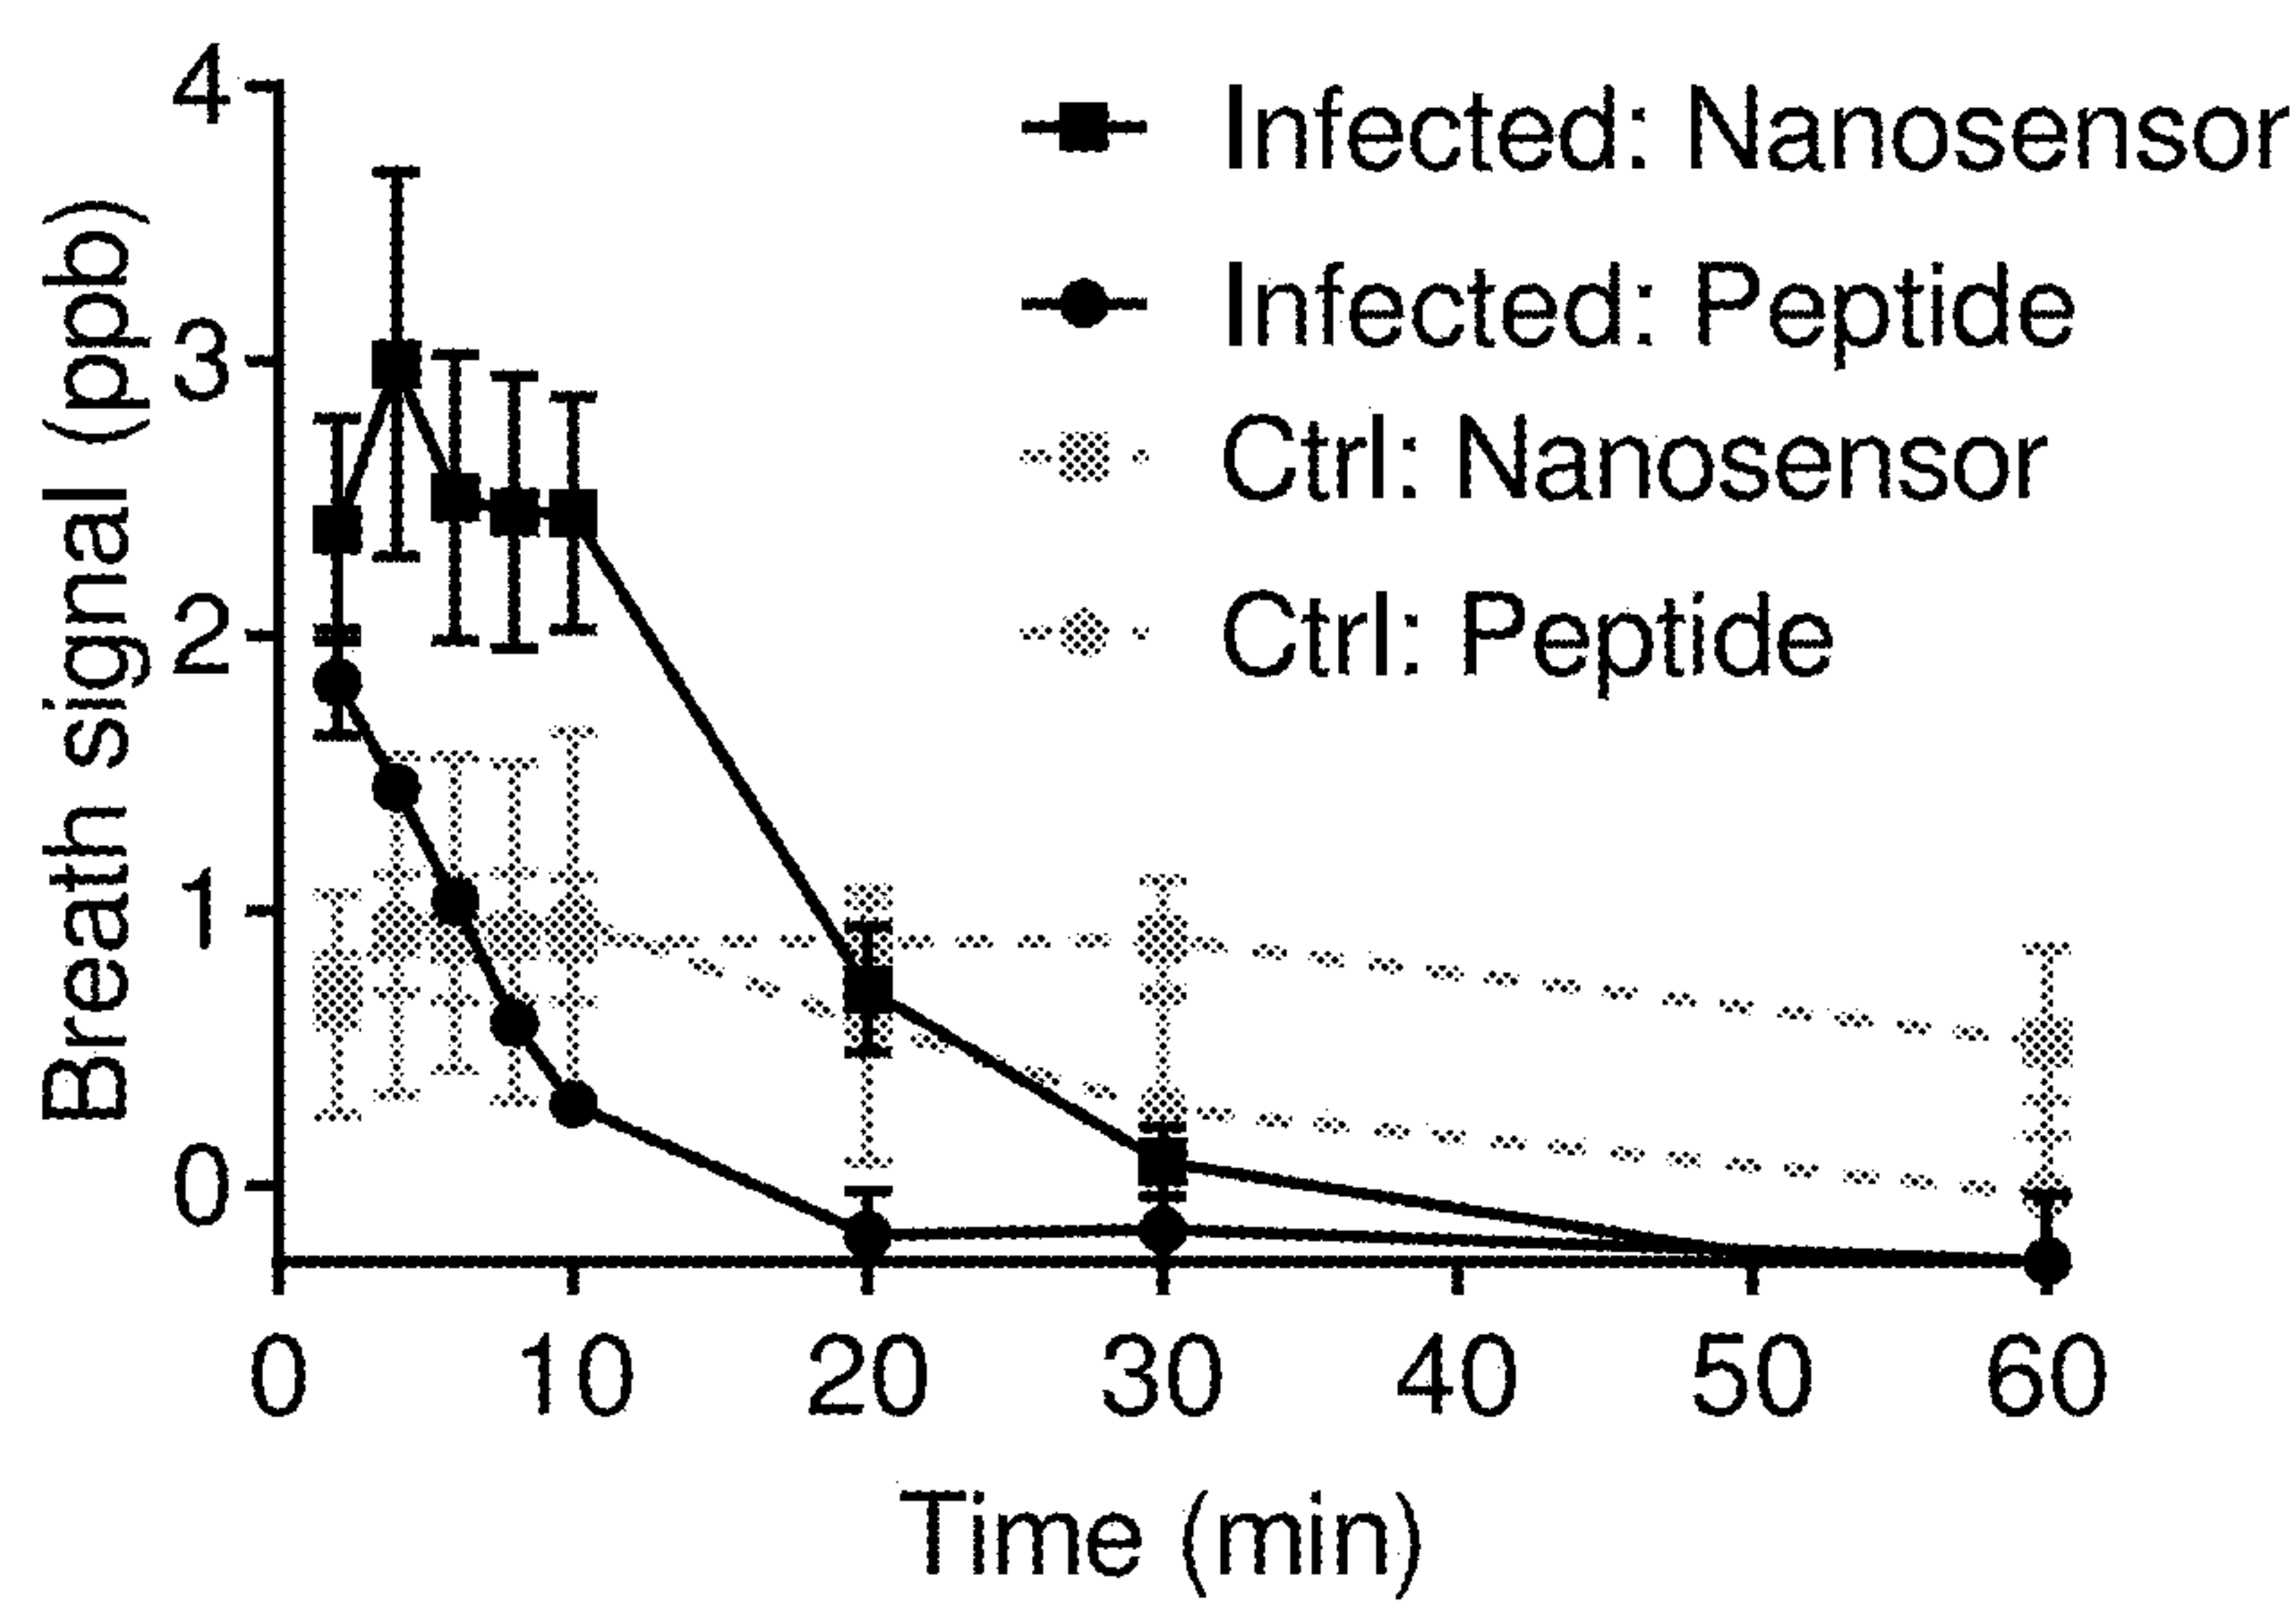 Breath signal (ppb)
4
3
2
1
0
Infected: Nanosensor
Infected: Peptide
Ctrl: Nanosensor
Ctrl: Peptide
0 10 20 30 40 50 60
Time (min)